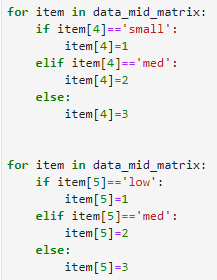 for item in data_mid_matrix:
    if item[4]=='small':
        item[4]=1
    elif item[4]=='med':
        item[4]=2
    else:
        item[4]=3
for item in data_mid_matrix:
    if item[5]=='low':
        item[5]=1
    elif item[5]=='med':
        item[5]=2
    else:
        item[5]=3